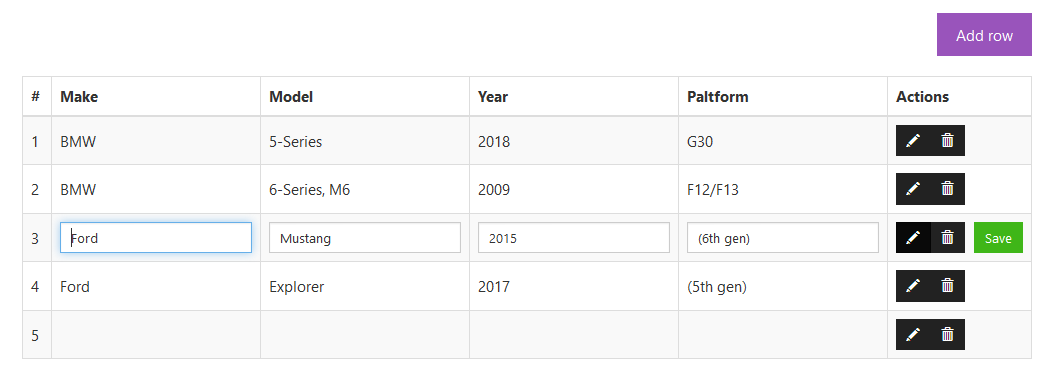 Add row
# Make Model Year Paltform Actions
1 BMW 5-Series 2018 G30
2 BMW 6-Series, M6 2009 F12/F13
3 Ford Mustang 2015 (6th gen) Save
4 Ford Explorer 2017 (5th gen)
5